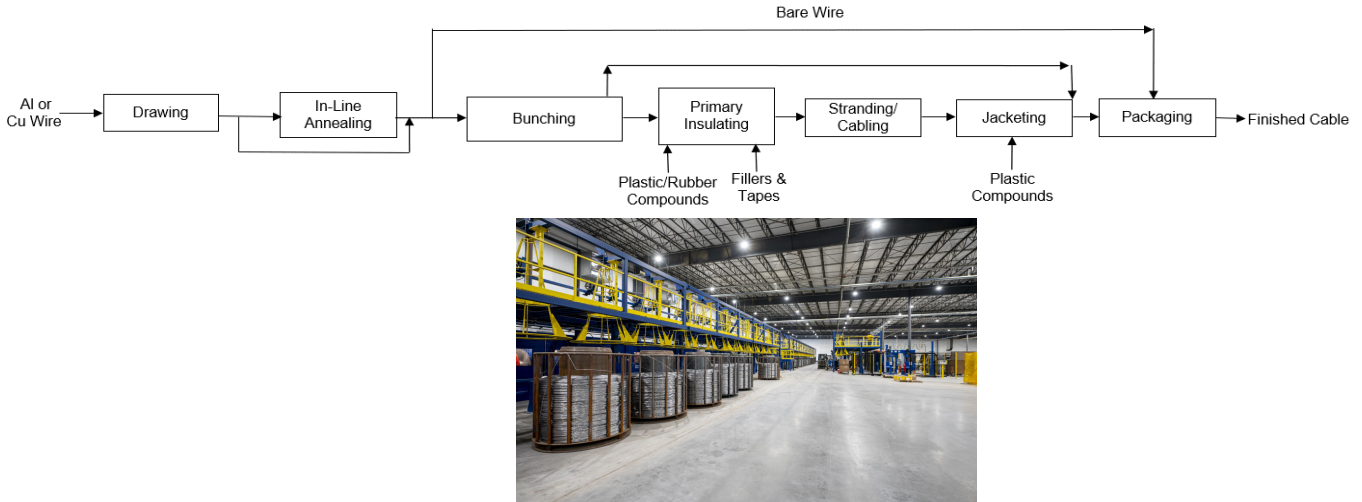 Bare Wire
Al or
Cu Wire
Drawing
In-Line
Annealing
Bunching
Primary
Insulating
Stranding/
Cabling
Jacketing
Packaging
Finished Cable
Plastic/Rubber
Compounds
Fillers &
Tapes
Plastic
Compounds